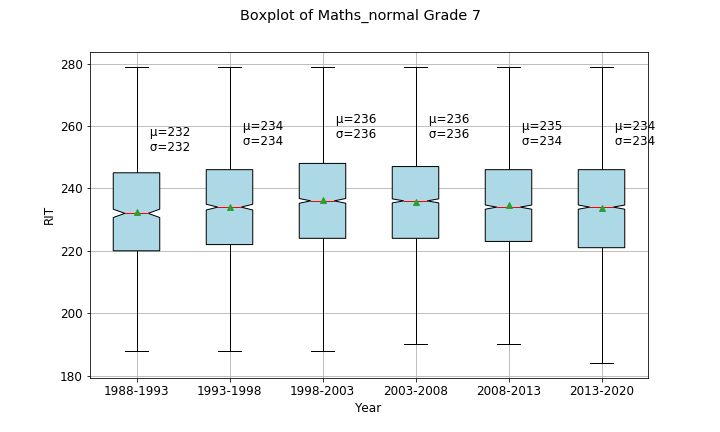 Boxplot of Maths_normal Grade 7
280
260
240
220
200
180
RIT
μ=232
σ=232
μ=234
σ=234
μ=236
σ=236
μ=236
σ=236
μ=235
σ=234
μ=234
σ=234
1988-1993
1993-1998
1998-2003
2003-2008
2008-2013
2013-2020
Year